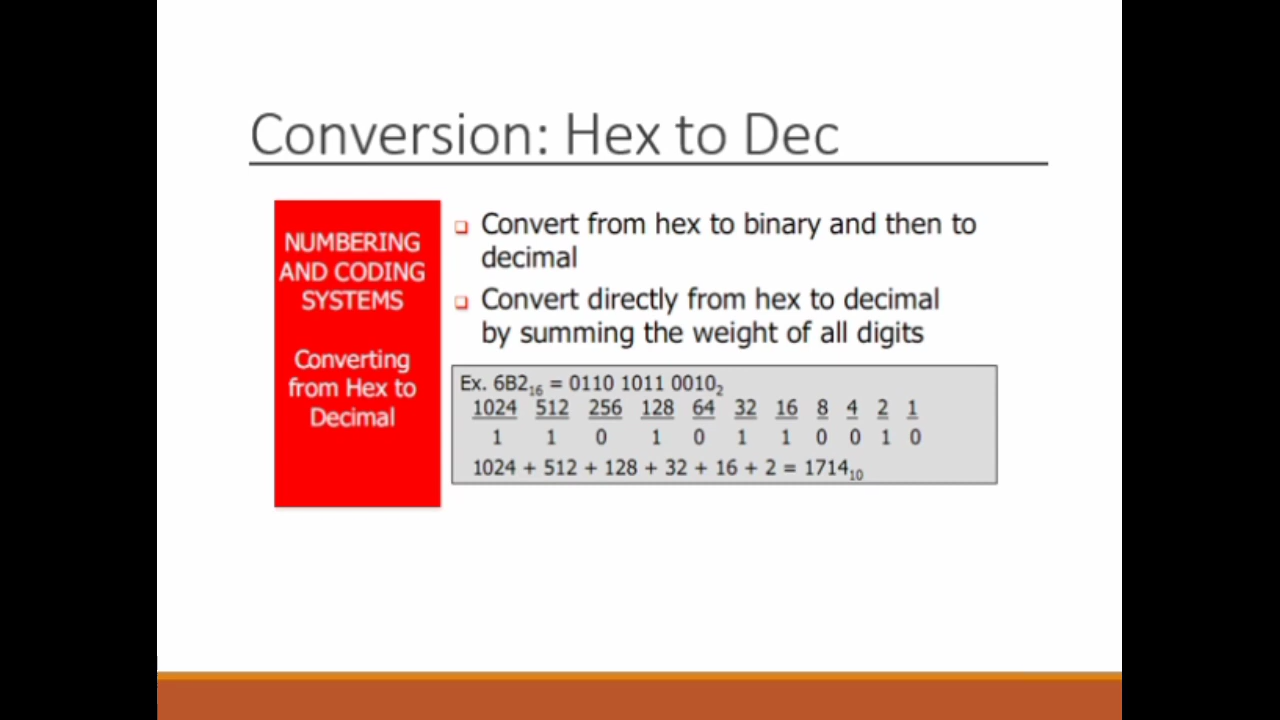 Conversion: Hex to Dec
NUMBERING
AND CODING
SYSTEMS
Converting
from Hex to
Decimal
Convert from hex to binary and then to
decimal
Convert directly from hex to decimal
by summing the weight of all digits
Ex. 6B2₁₆ = 0110 1011 0010₂
1024 512 256 128 64 32 16 8 4 2 1
1 1 0 1 0 1 1 0 0 1 0
1024 + 512 + 128 + 32 + 16 + 2 = 1714₁₀